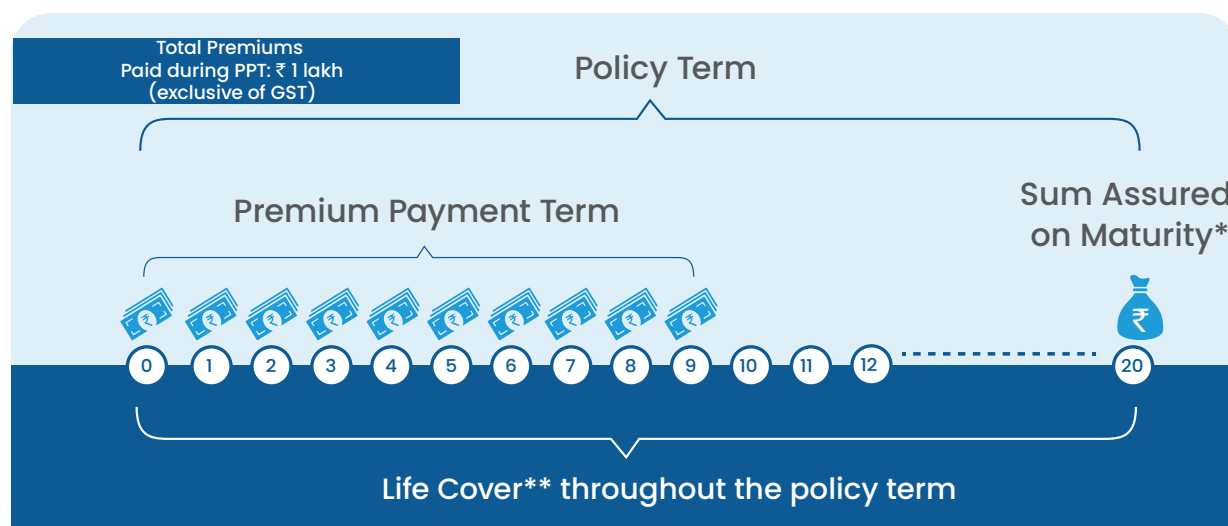 Total Premiums
Paid during PPT: ₹ 1 lakh
(exclusive of GST)
Policy Term
Premium Payment Term
Sum Assured
on Maturity*
₹ ₹ ₹ ₹ ₹ ₹ ₹ ₹ ₹ ₹ ₹
0 1 2 3 4 5 6 7 8 9 10 11 12 20
Life Cover** throughout the policy term